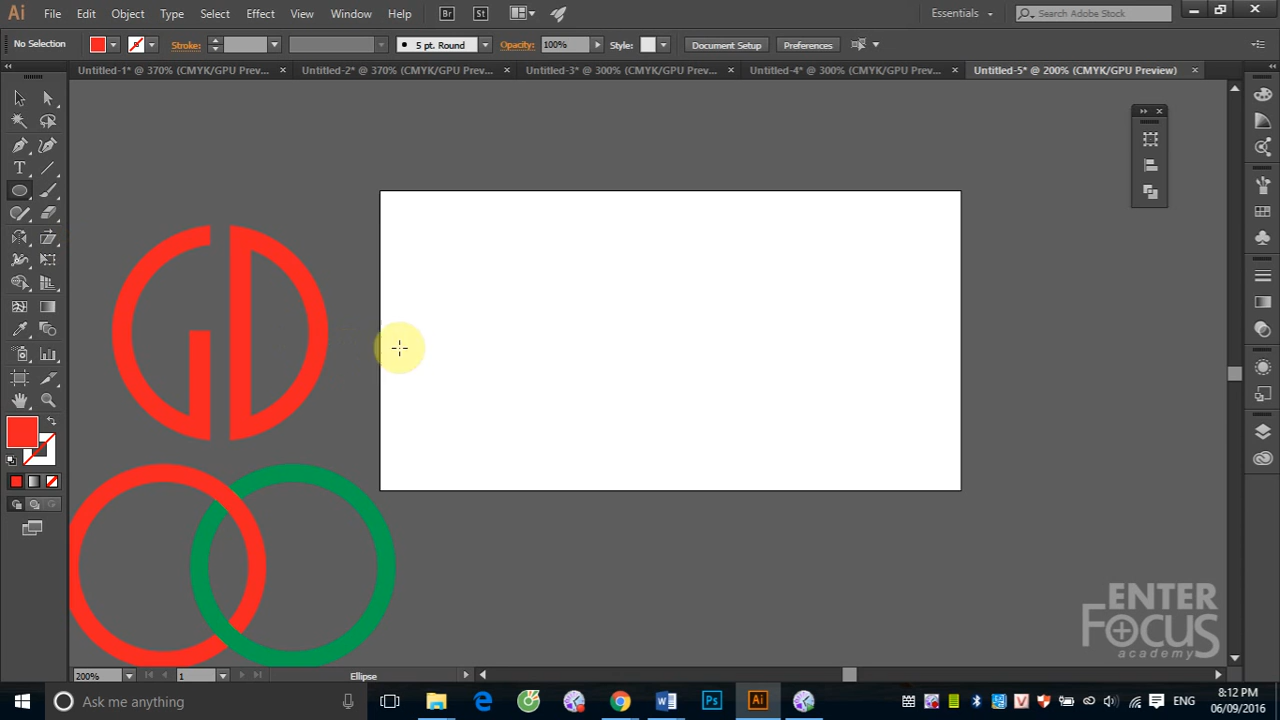 Ai File Edit Object Type Select Effect View Window Help Br St Essentials Search Adobe Stock
No Selection Stroke: 5 pt. Round Opacity: 100% Style: Document Setup Preferences
Untitled-1* @ 370% (CMYK/GPU Prev... Untitled-2* @ 370% (CMYK/GPU Prev... Untitled-3* @ 300% (CMYK/GPU Prev... Untitled-4* @ 300% (CMYK/GPU Prev... Untitled-5* @ 200% (CMYK/GPU Preview)
T
GD
ENTER
FOCUS
academy
200% 1 Ellipse
Ask me anything Ps Ai ENG 8:12 PM
06/09/2016